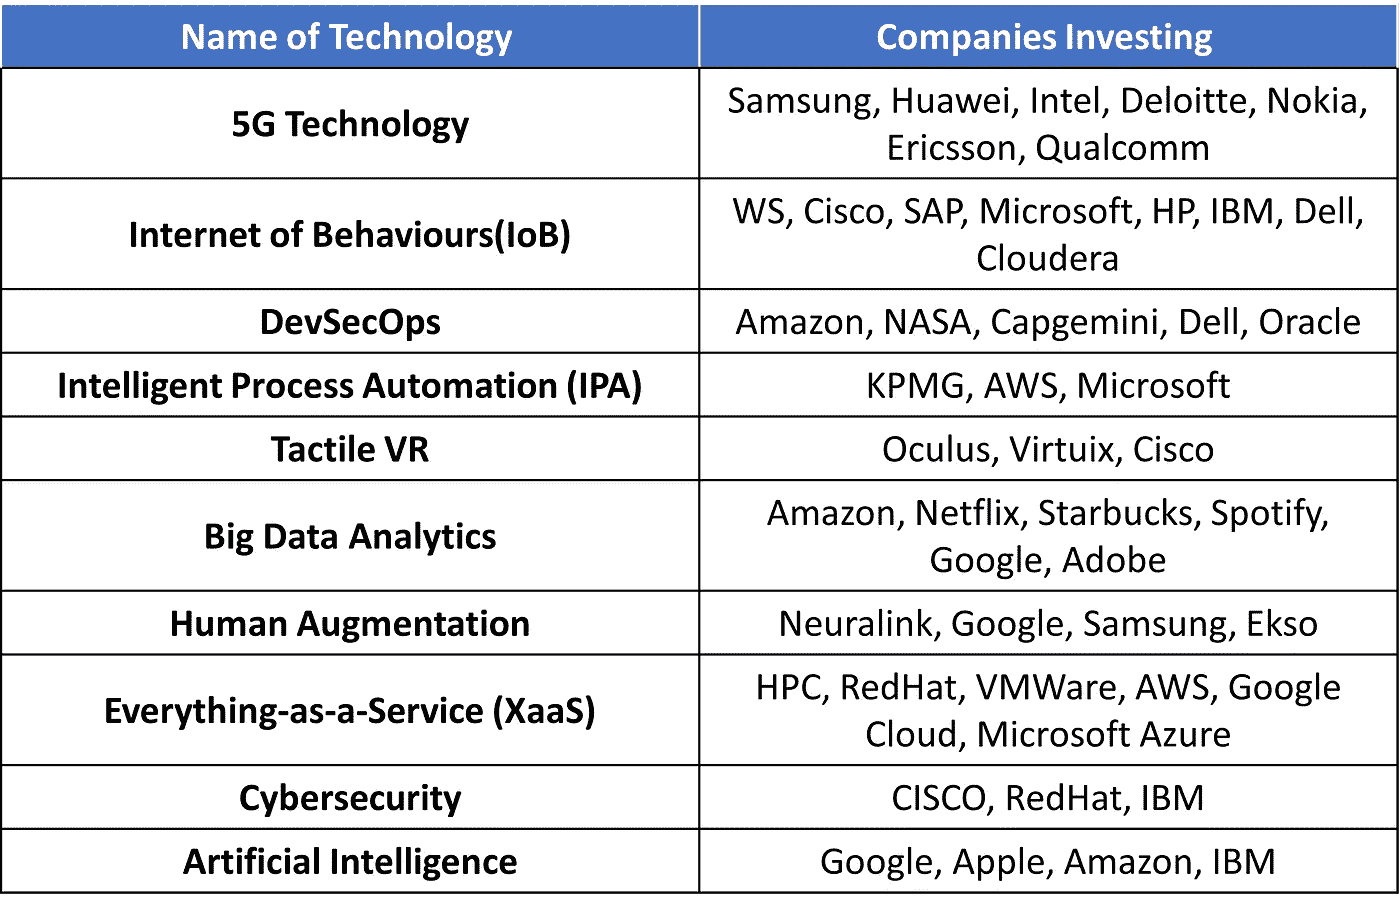 Name of Technology
Companies Investing
5G Technology
Samsung, Huawei, Intel, Deloitte, Nokia,
Ericsson, Qualcomm
Internet of Behaviours(IoB)
WS, Cisco, SAP, Microsoft, HP, IBM, Dell,
Cloudera
DevSecOps
Amazon, NASA, Capgemini, Dell, Oracle
Intelligent Process Automation (IPA)
KPMG, AWS, Microsoft
Tactile VR
Oculus, Virtuix, Cisco
Big Data Analytics
Amazon, Netflix, Starbucks, Spotify,
Google, Adobe
Human Augmentation
Neuralink, Google, Samsung, Ekso
Everything-as-a-Service (XaaS)
HPC, RedHat, VMWare, AWS, Google
Cloud, Microsoft Azure
Cybersecurity
CISCO, RedHat, IBM
Artificial Intelligence
Google, Apple, Amazon, IBM